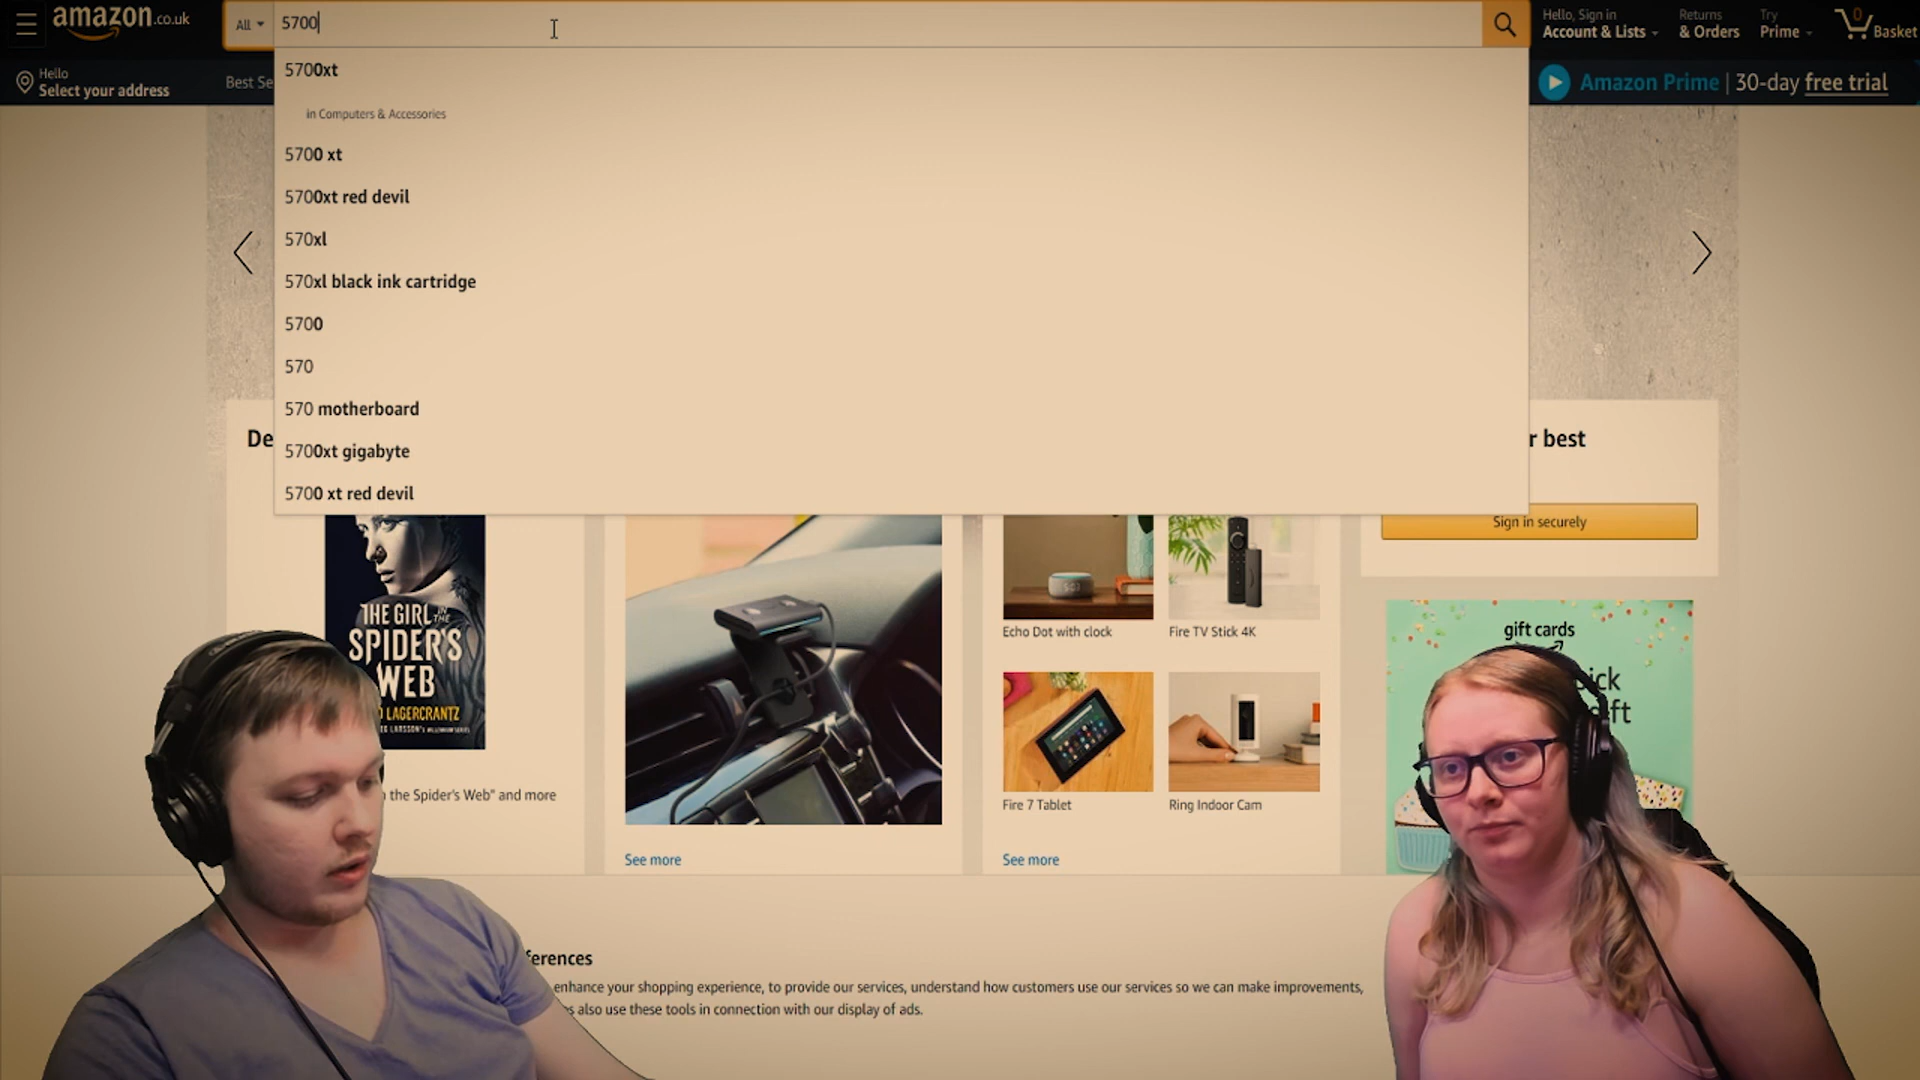 amazon.co.uk
All
5700
Hello, Sign in
Account & Lists
Returns
& Orders
Try
Prime
0
Basket
Hello
Select your address
Best Se
Amazon Prime | 30-day free trial
5700xt
in Computers & Accessories
5700 xt
5700xt red devil
570xl
570xl black ink cartridge
5700
570
570 motherboard
5700xt gigabyte
5700 xt red devil
De
r best
Sign in securely
THE GIRL IN THE
SPIDER'S
WEB
LAGERCRANTZ
LARSSON'S MILLENNIUM SERIES
the Spider's Web" and more
See more
Echo Dot with clock
Fire TV Stick 4K
Fire 7 Tablet
Ring Indoor Cam
See more
gift cards
ick
ft
ferences
enhance your shopping experience, to provide our services, understand how customers use our services so we can make improvements,
also use these tools in connection with our display of ads.